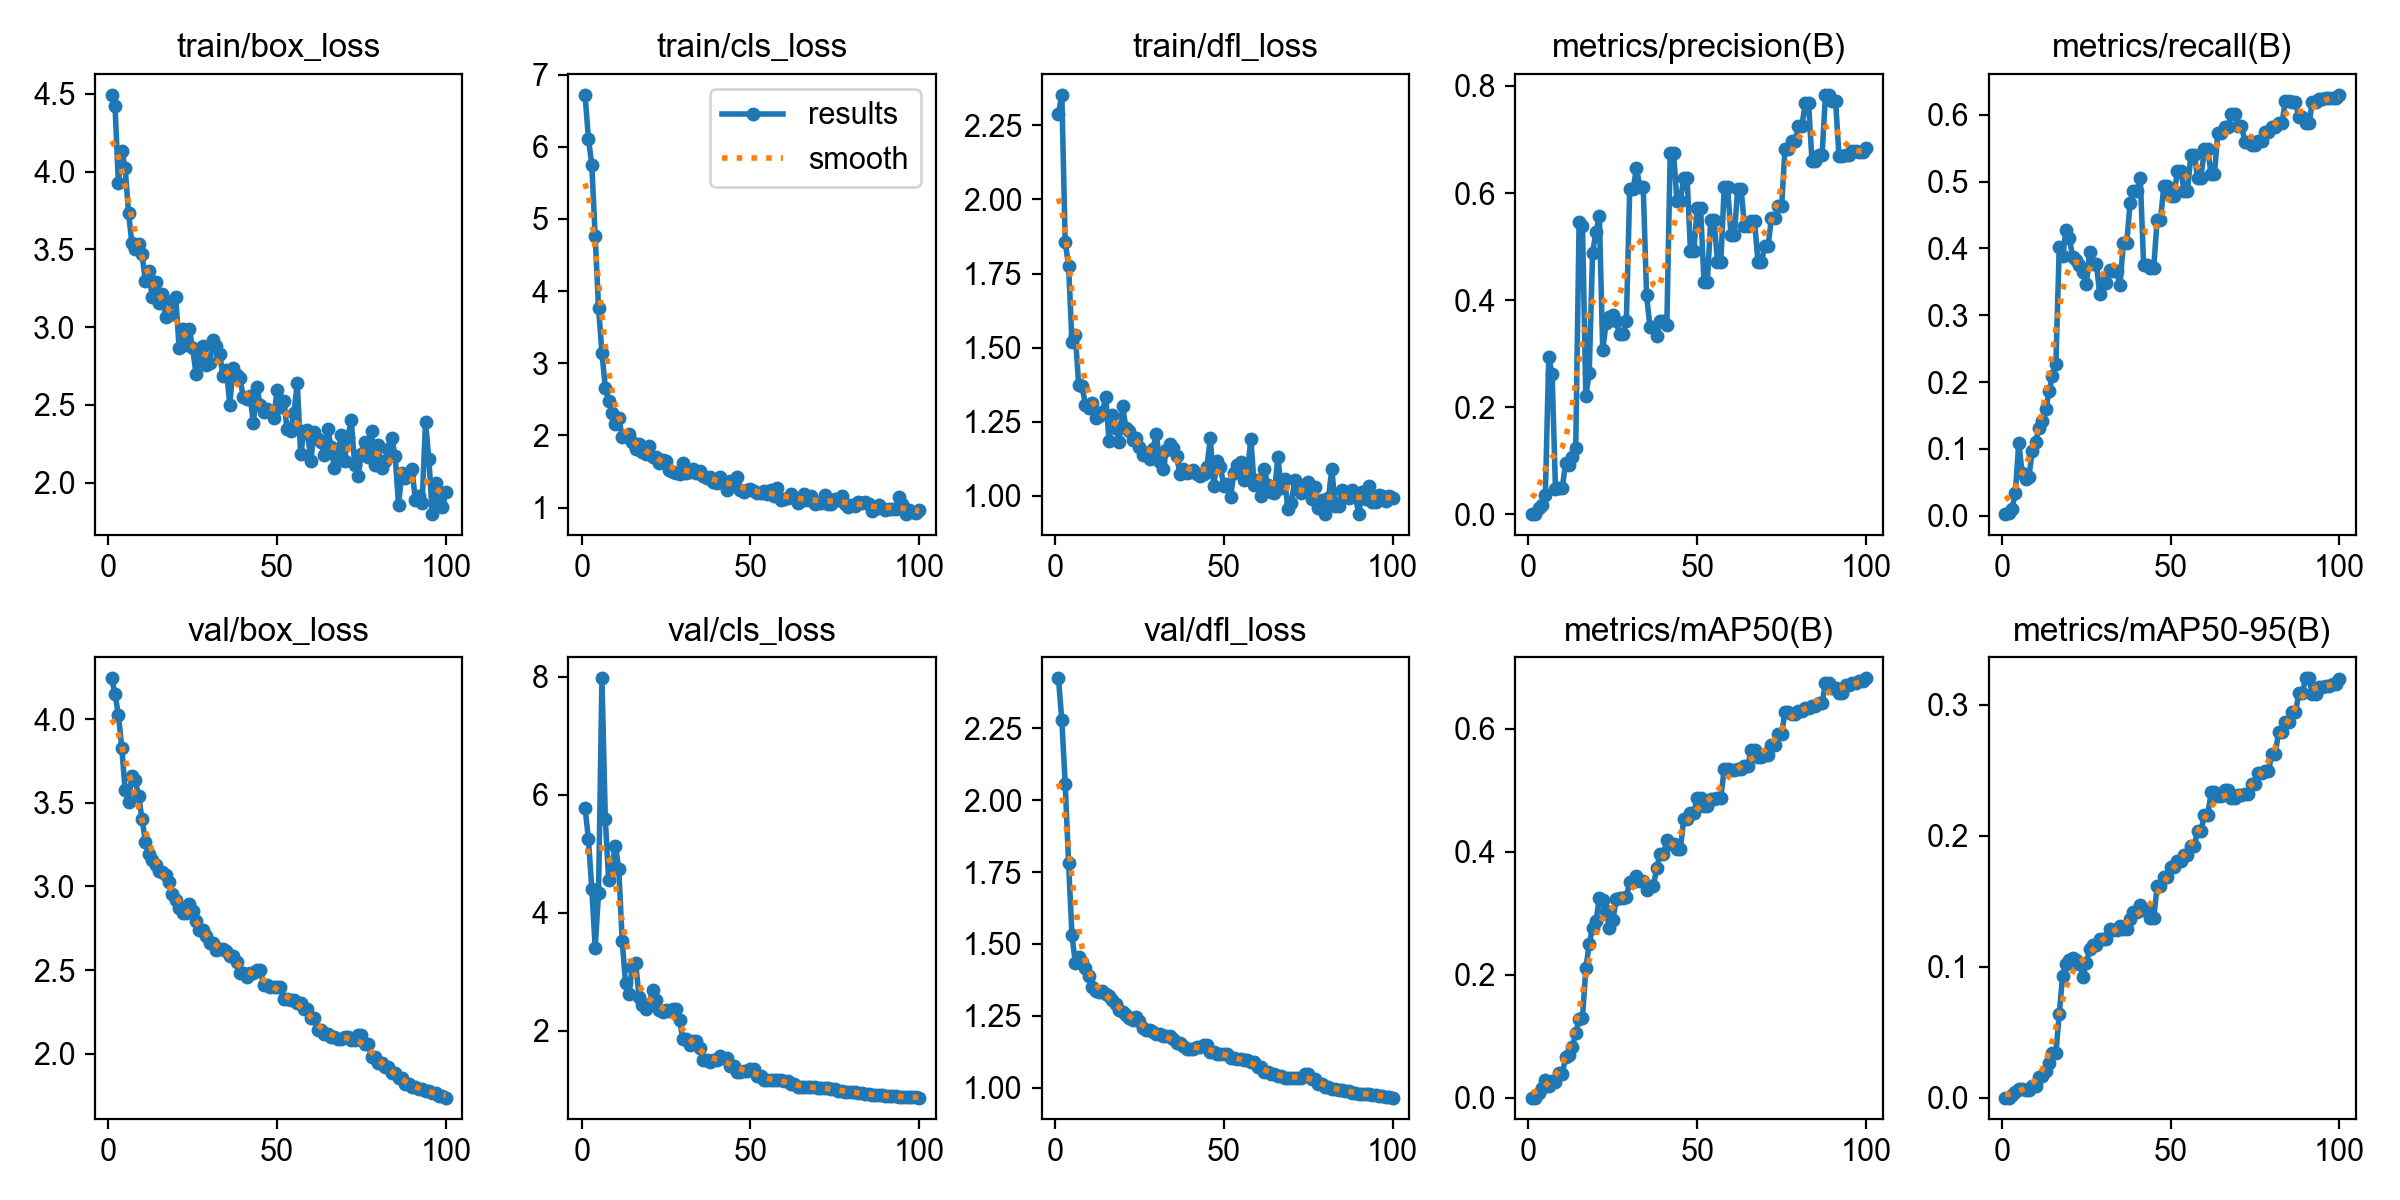 train/box_loss
4.5
4.0
3.5
3.0
2.5
2.0
0 50 100
train/cls_loss
7
6
5
4
3
2
1
results
smooth
0 50 100
train/dfl_loss
2.25
2.00
1.75
1.50
1.25
1.00
0 50 100
metrics/precision(B)
0.8
0.6
0.4
0.2
0.0
0 50 100
metrics/recall(B)
0.6
0.5
0.4
0.3
0.2
0.1
0.0
0 50 100
val/box_loss
4.0
3.5
3.0
2.5
2.0
0 50 100
val/cls_loss
8
6
4
2
0 50 100
val/dfl_loss
2.25
2.00
1.75
1.50
1.25
1.00
0 50 100
metrics/mAP50(B)
0.6
0.4
0.2
0.0
0 50 100
metrics/mAP50-95(B)
0.3
0.2
0.1
0.0
0 50 100